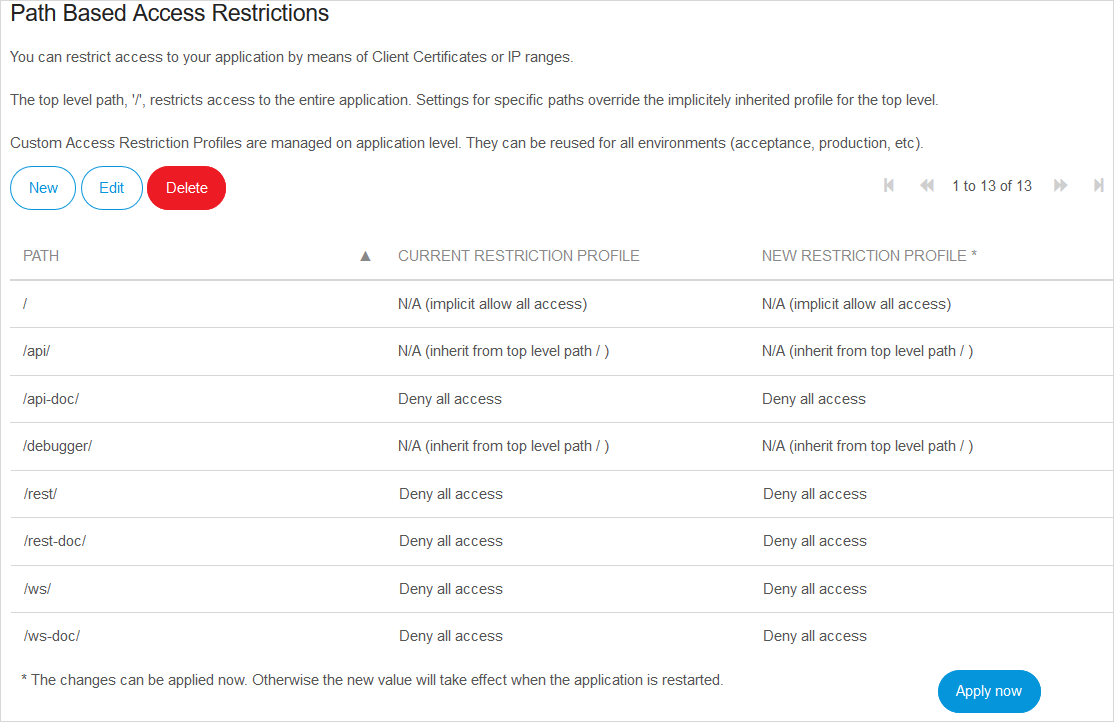 Path Based Access Restrictions
You can restrict access to your application by means of Client Certificates or IP ranges.
The top level path, '/', restricts access to the entire application. Settings for specific paths override the implicitely inherited profile for the top level.
Custom Access Restriction Profiles are managed on application level. They can be reused for all environments (acceptance, production, etc).
New Edit Delete 1 to 13 of 13
PATH ▲ CURRENT RESTRICTION PROFILE NEW RESTRICTION PROFILE *
/ N/A (implicit allow all access) N/A (implicit allow all access)
/api/ N/A (inherit from top level path / ) N/A (inherit from top level path / )
/api-doc/ Deny all access Deny all access
/debugger/ N/A (inherit from top level path / ) N/A (inherit from top level path / )
/rest/ Deny all access Deny all access
/rest-doc/ Deny all access Deny all access
/ws/ Deny all access Deny all access
/ws-doc/ Deny all access Deny all access
* The changes can be applied now. Otherwise the new value will take effect when the application is restarted.
Apply now